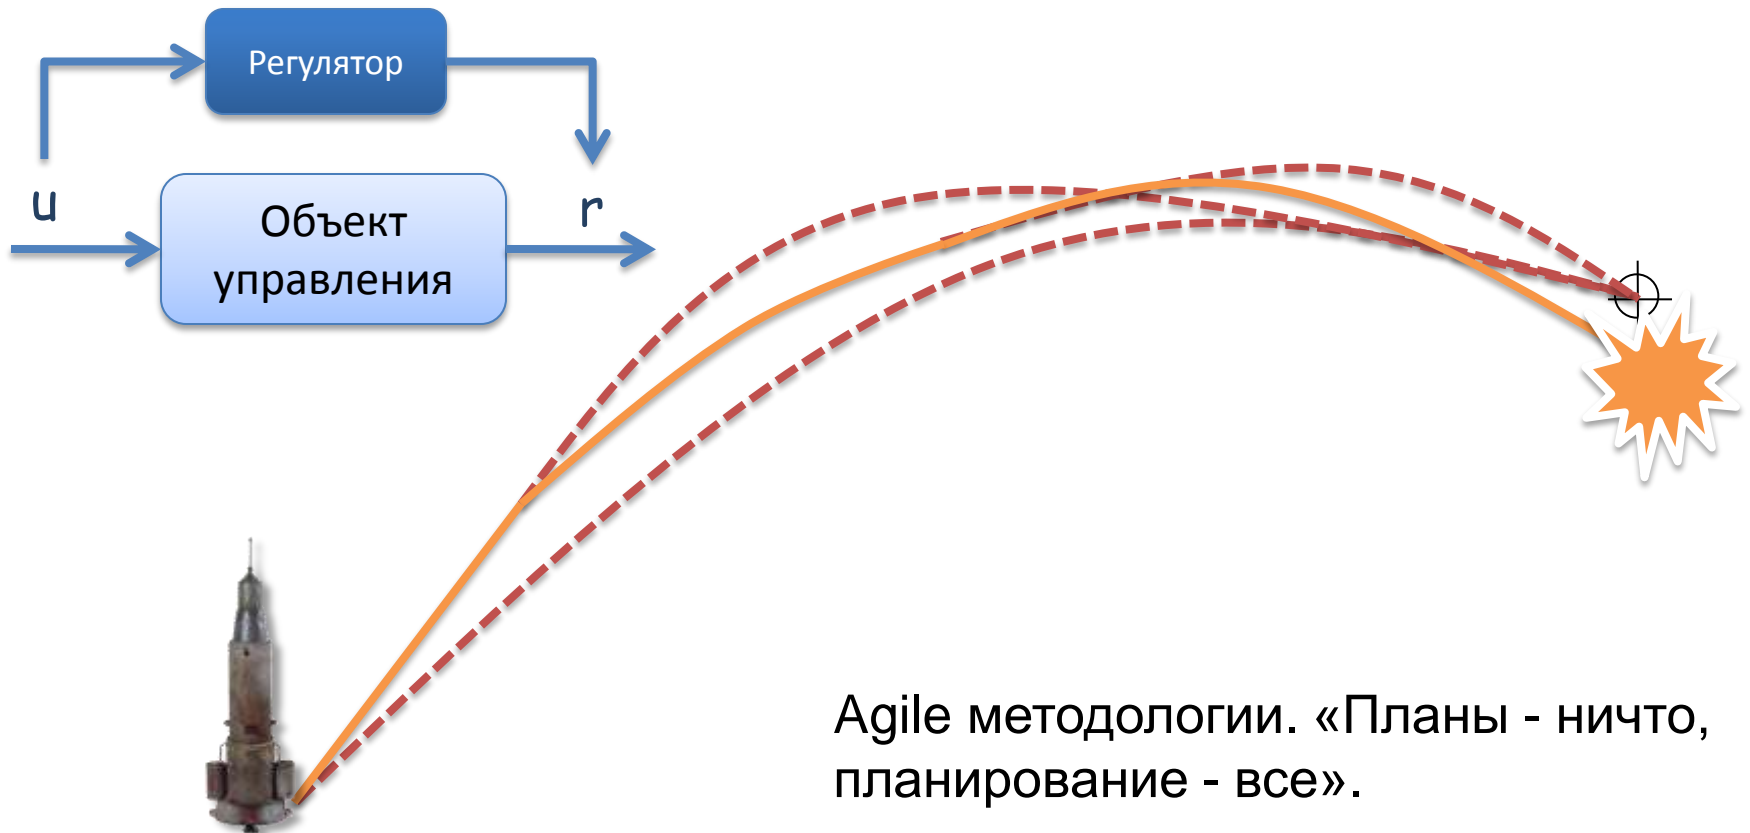 Регулятор
u
Объект
управления
r
Agile методологии. «Планы - ничто,
планирование - все».